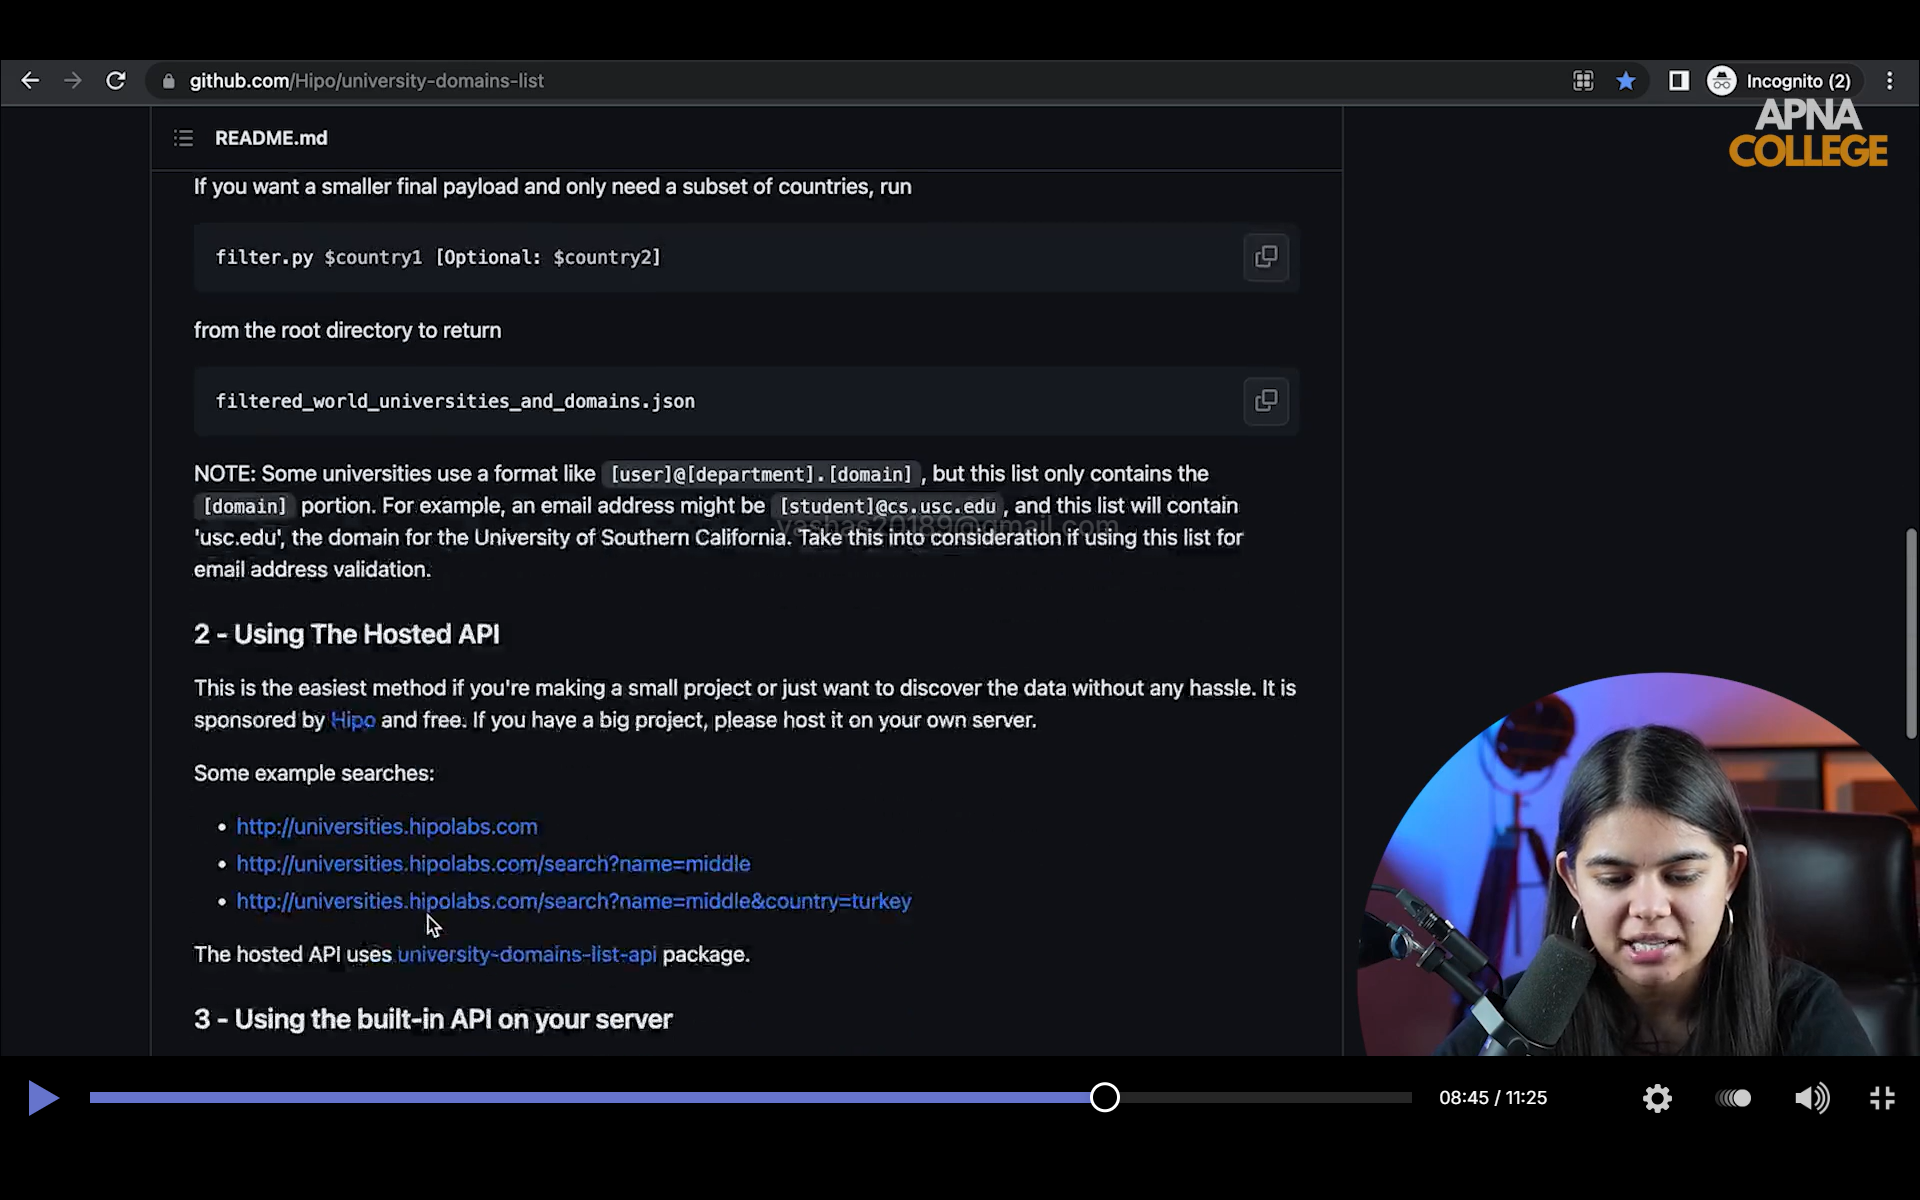 github.com/Hipo/university-domains-list
Incognito (2)
APNA
COLLEGE
README.md
If you want a smaller final payload and only need a subset of countries, run
filter.py $country1 [Optional: $country2]
from the root directory to return
filtered_world_universities_and_domains.json
NOTE: Some universities use a format like [user]@[department].[domain] , but this list only contains the
[domain] portion. For example, an email address might be [student]@cs.usc.edu , and this list will contain
yashas20189@gmail.com
'usc.edu', the domain for the University of Southern California. Take this into consideration if using this list for
email address validation.
2 - Using The Hosted API
This is the easiest method if you're making a small project or just want to discover the data without any hassle. It is
sponsored by Hipo and free. If you have a big project, please host it on your own server.
Some example searches:
• http://universities.hipolabs.com
• http://universities.hipolabs.com/search?name=middle
• http://universities.hipolabs.com/search?name=middle&country=turkey
The hosted API uses university-domains-list-api package.
3 - Using the built-in API on your server
08:45 / 11:25